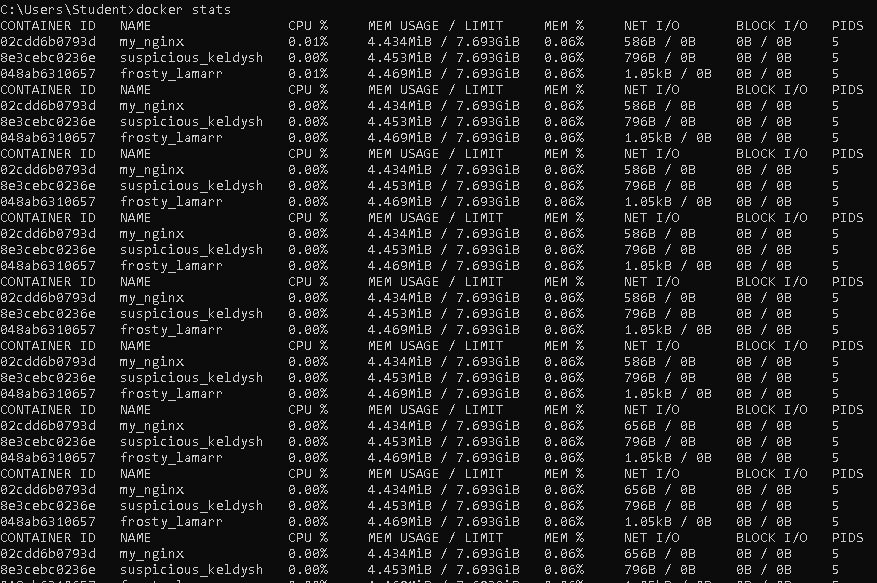 C:\Users\Student>docker stats
CONTAINER ID   NAME                 CPU %     MEM USAGE / LIMIT     MEM %     NET I/O       BLOCK I/O   PIDS
02cdd6b0793d   my_nginx             0.01%     4.434MiB / 7.693GiB   0.06%     586B / 0B     0B / 0B     5
8e3cebc0236e   suspicious_keldysh   0.00%     4.453MiB / 7.693GiB   0.06%     796B / 0B     0B / 0B     5
048ab6310657   frosty_lamarr        0.01%     4.469MiB / 7.693GiB   0.06%     1.05kB / 0B   0B / 0B     5
CONTAINER ID   NAME                 CPU %     MEM USAGE / LIMIT     MEM %     NET I/O       BLOCK I/O   PIDS
02cdd6b0793d   my_nginx             0.00%     4.434MiB / 7.693GiB   0.06%     586B / 0B     0B / 0B     5
8e3cebc0236e   suspicious_keldysh   0.00%     4.453MiB / 7.693GiB   0.06%     796B / 0B     0B / 0B     5
048ab6310657   frosty_lamarr        0.00%     4.469MiB / 7.693GiB   0.06%     1.05kB / 0B   0B / 0B     5
CONTAINER ID   NAME                 CPU %     MEM USAGE / LIMIT     MEM %     NET I/O       BLOCK I/O   PIDS
02cdd6b0793d   my_nginx             0.00%     4.434MiB / 7.693GiB   0.06%     586B / 0B     0B / 0B     5
8e3cebc0236e   suspicious_keldysh   0.00%     4.453MiB / 7.693GiB   0.06%     796B / 0B     0B / 0B     5
048ab6310657   frosty_lamarr        0.00%     4.469MiB / 7.693GiB   0.06%     1.05kB / 0B   0B / 0B     5
CONTAINER ID   NAME                 CPU %     MEM USAGE / LIMIT     MEM %     NET I/O       BLOCK I/O   PIDS
02cdd6b0793d   my_nginx             0.00%     4.434MiB / 7.693GiB   0.06%     586B / 0B     0B / 0B     5
8e3cebc0236e   suspicious_keldysh   0.00%     4.453MiB / 7.693GiB   0.06%     796B / 0B     0B / 0B     5
048ab6310657   frosty_lamarr        0.00%     4.469MiB / 7.693GiB   0.06%     1.05kB / 0B   0B / 0B     5
CONTAINER ID   NAME                 CPU %     MEM USAGE / LIMIT     MEM %     NET I/O       BLOCK I/O   PIDS
02cdd6b0793d   my_nginx             0.00%     4.434MiB / 7.693GiB   0.06%     586B / 0B     0B / 0B     5
8e3cebc0236e   suspicious_keldysh   0.00%     4.453MiB / 7.693GiB   0.06%     796B / 0B     0B / 0B     5
048ab6310657   frosty_lamarr        0.00%     4.469MiB / 7.693GiB   0.06%     1.05kB / 0B   0B / 0B     5
CONTAINER ID   NAME                 CPU %     MEM USAGE / LIMIT     MEM %     NET I/O       BLOCK I/O   PIDS
02cdd6b0793d   my_nginx             0.00%     4.434MiB / 7.693GiB   0.06%     586B / 0B     0B / 0B     5
8e3cebc0236e   suspicious_keldysh   0.00%     4.453MiB / 7.693GiB   0.06%     796B / 0B     0B / 0B     5
048ab6310657   frosty_lamarr        0.00%     4.469MiB / 7.693GiB   0.06%     1.05kB / 0B   0B / 0B     5
CONTAINER ID   NAME                 CPU %     MEM USAGE / LIMIT     MEM %     NET I/O       BLOCK I/O   PIDS
02cdd6b0793d   my_nginx             0.00%     4.434MiB / 7.693GiB   0.06%     656B / 0B     0B / 0B     5
8e3cebc0236e   suspicious_keldysh   0.00%     4.453MiB / 7.693GiB   0.06%     796B / 0B     0B / 0B     5
048ab6310657   frosty_lamarr        0.00%     4.469MiB / 7.693GiB   0.06%     1.05kB / 0B   0B / 0B     5
CONTAINER ID   NAME                 CPU %     MEM USAGE / LIMIT     MEM %     NET I/O       BLOCK I/O   PIDS
02cdd6b0793d   my_nginx             0.00%     4.434MiB / 7.693GiB   0.06%     656B / 0B     0B / 0B     5
8e3cebc0236e   suspicious_keldysh   0.00%     4.453MiB / 7.693GiB   0.06%     796B / 0B     0B / 0B     5
048ab6310657   frosty_lamarr        0.00%     4.469MiB / 7.693GiB   0.06%     1.05kB / 0B   0B / 0B     5
CONTAINER ID   NAME                 CPU %     MEM USAGE / LIMIT     MEM %     NET I/O       BLOCK I/O   PIDS
02cdd6b0793d   my_nginx             0.00%     4.434MiB / 7.693GiB   0.06%     656B / 0B     0B / 0B     5
8e3cebc0236e   suspicious_keldysh   0.00%     4.453MiB / 7.693GiB   0.06%     796B / 0B     0B / 0B     5